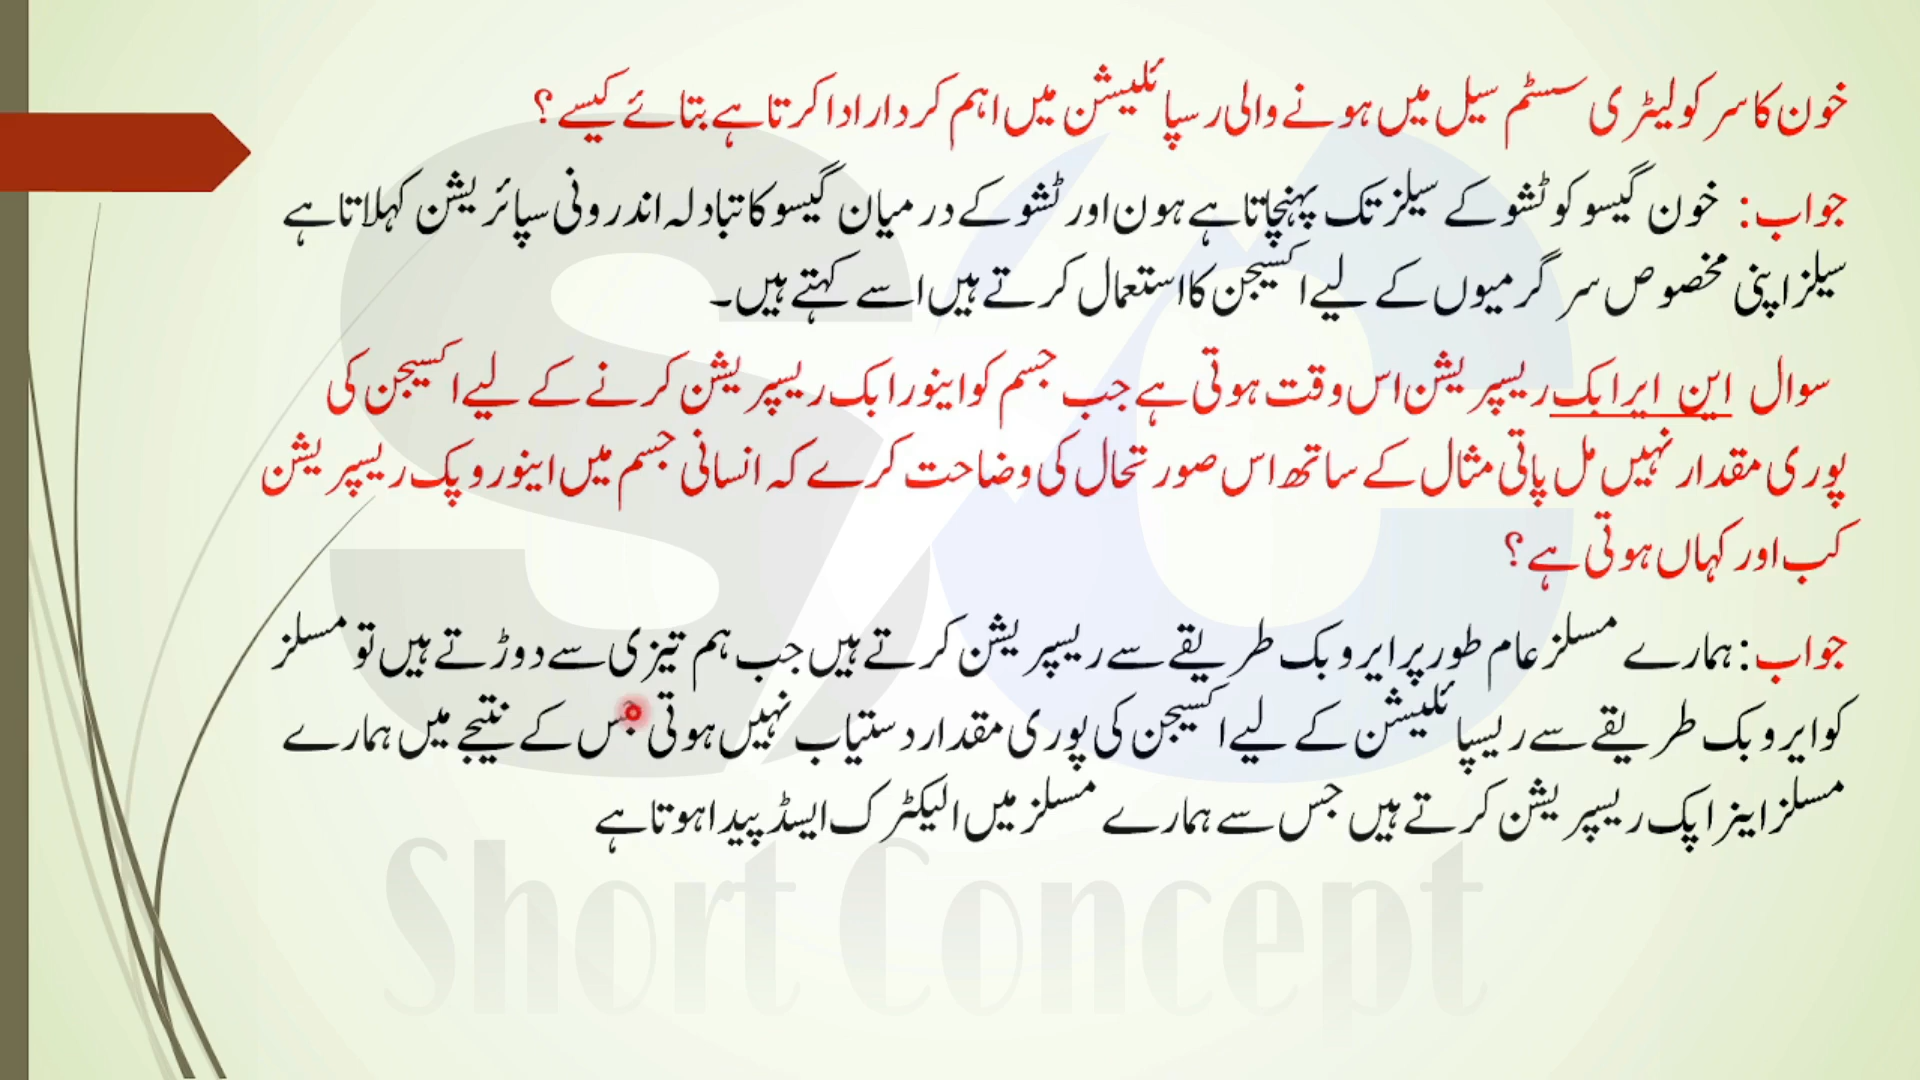 خون کا سرکولیٹری سسٹم سیل میں ہونے والی رسپائلیشن میں اہم کردار ادا کرتا ہے بتائے کیسے ؟
جواب: خون گیسو کو ٹشو کے سیلز تک پہنچاتا ہے ہون اور ٹشو کے درمیان گیسو کا تبادلہ اندرونی سپائریشن کہلاتا ہے
سیلز اپنی مخصوص سرگرمیوں کے لیے اکسیجن کا استعمال کرتے ہیں اسے کہتے ہیں۔
سوال این ایرابک ریسپریشن اس وقت ہوتی ہے جب جسم کو اینورابک ریسپریشن کرنے کے لیے اکسیجن کی
پوری مقدار نہیں مل پاتی مثال کے ساتھ اس صورتحال کی وضاحت کرے کہ انسانی جسم میں اینوروپک ریسپریشن
کب اور کہاں ہوتی ہے ؟
جواب: ہمارے مسلز عام طور پر ایروبک طریقے سے ریسپریشن کرتے ہیں جب ہم تیزی سے دوڑتے ہیں تو مسلز
کو ایروبک طریقے سے ریسپائلیشن کے لیے اکسیجن کی پوری مقدار دستیاب نہیں ہوتی جس کے نتیجے میں ہمارے
مسلز اینراپک ریسپریشن کرتے ہیں جس سے ہمارے مسلز میں الیکٹرک ایسڈ پیدا ہوتا ہے
Short Concept